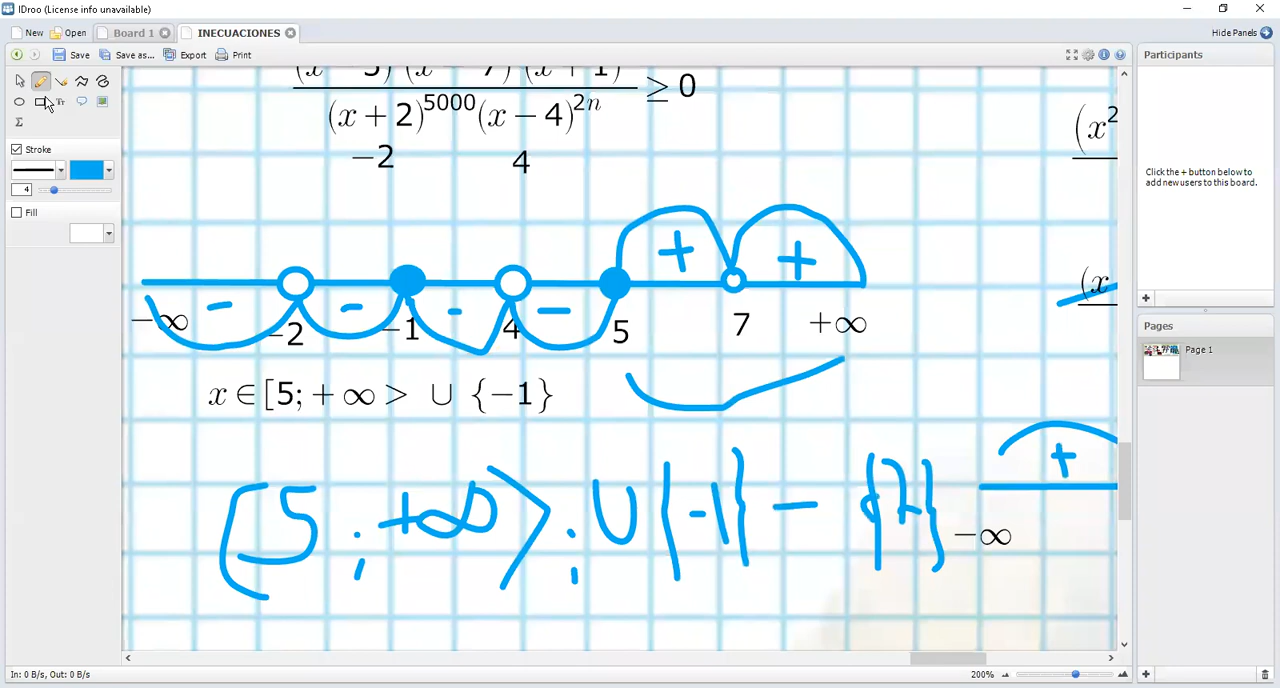 IDroo (License info unavailable)
New Open Board 1 INECUACIONES Hide Panels
Save Save as... Export Print Participants
Tt
Σ
Stroke
4
Fill
≥ 0
(x + 2)^5000 (x − 4)^2n
−2 4
+ +
- - - -
−∞ -2 −1 4 5 7 +∞
x ∈ [5; + ∞ > ∪ {−1}
[5 ; +∞⟩ ; ∪ {-1} − {7}
(x²
(x
+
−∞
Click the + button below to
add new users to this board.
Pages
Page 1
In: 0 B/s, Out: 0 B/s 200%